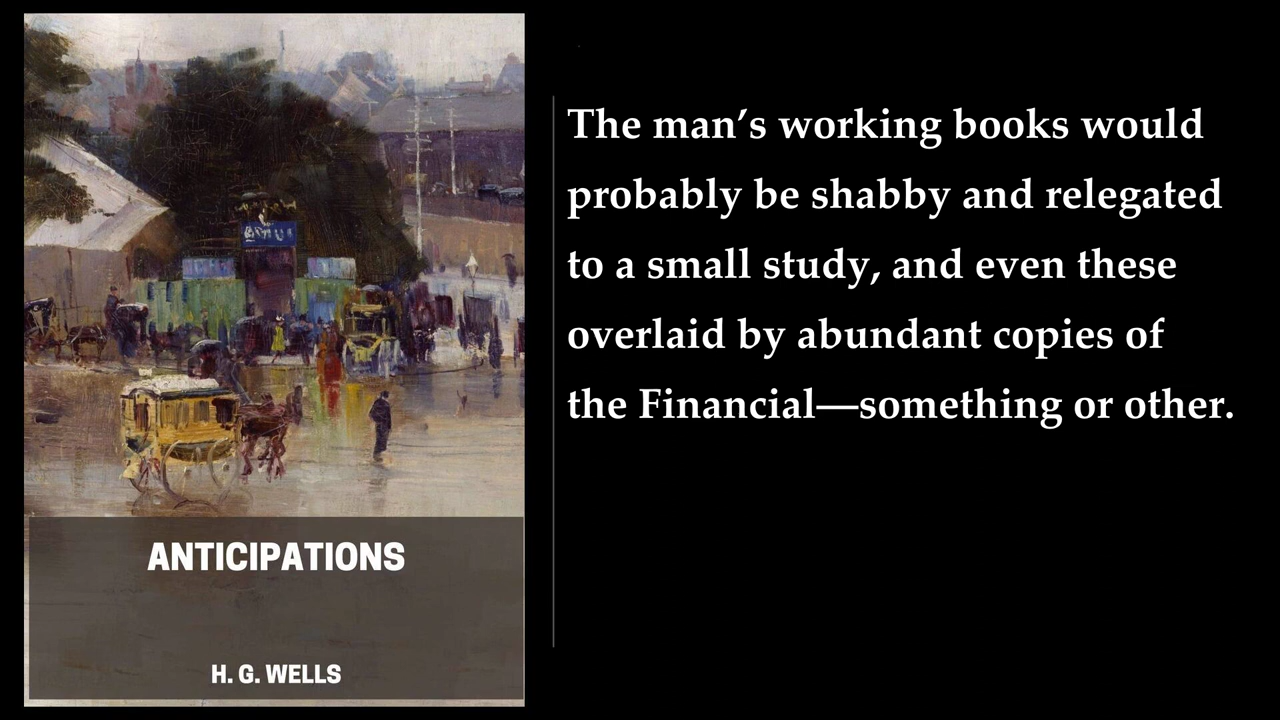 ANTICIPATIONS
H. G. WELLS
The man’s working books would
probably be shabby and relegated
to a small study, and even these
overlaid by abundant copies of
the Financial—something or other.